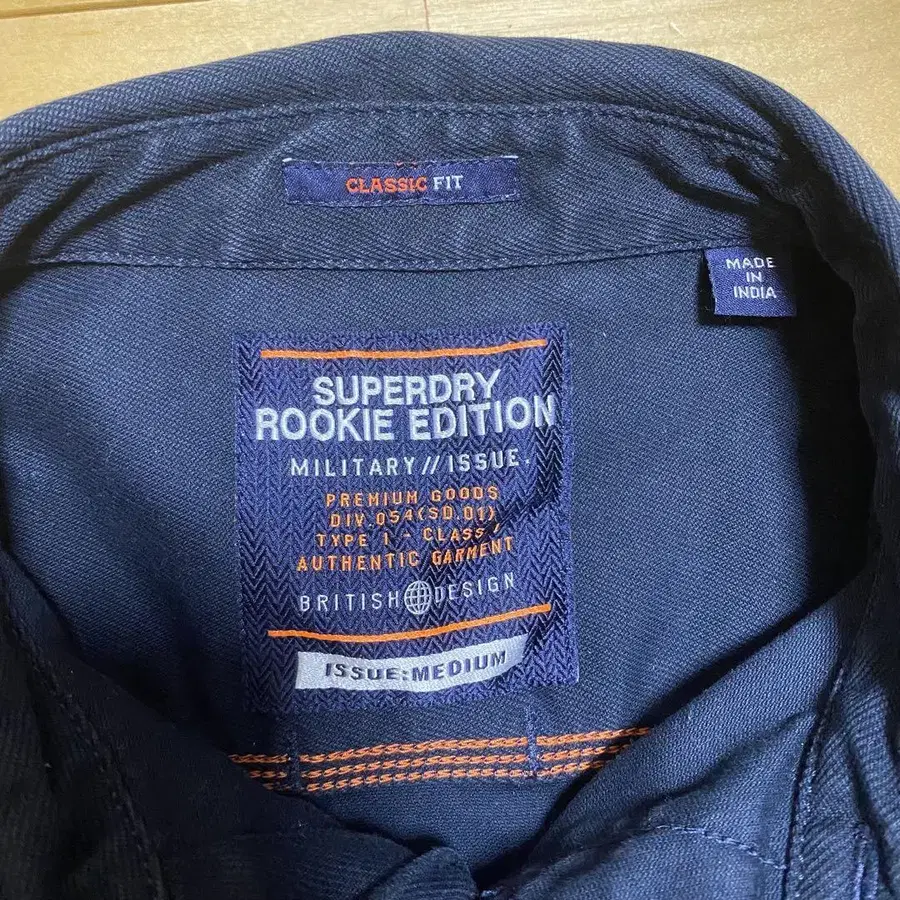 CLASSIC FIT
MADE
IN
INDIA
SUPERDRY
ROOKIE EDITION
MILITARY//ISSUE.
PREMIUM GOODS
DIV.054(SD.01)
TYPE 1 - CLASS/
AUTHENTIC GARMENT
BRITISH DESIGN
ISSUE:MEDIUM